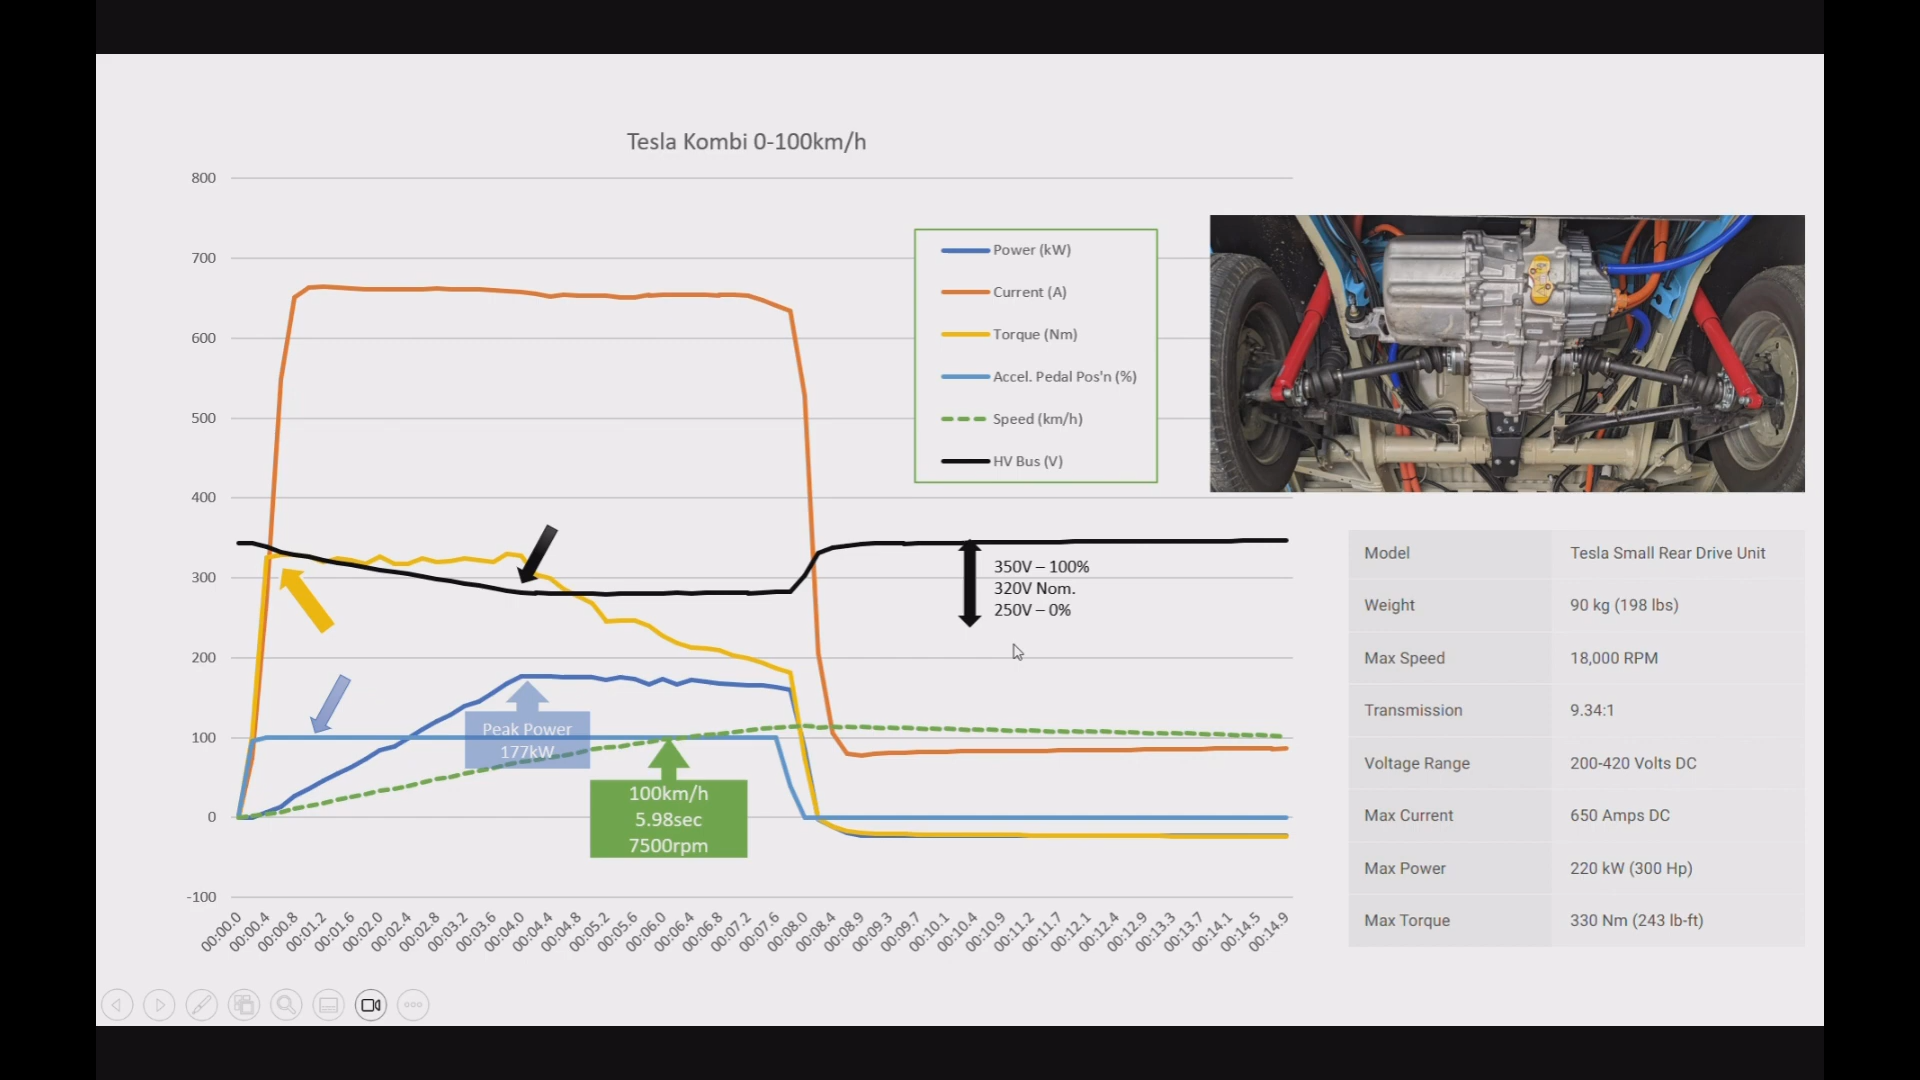 Tesla Kombi 0-100km/h
800
700
600
500
400
300
200
100
0
-100
Power (kW)
Current (A)
Torque (Nm)
Accel. Pedal Pos'n (%)
Speed (km/h)
HV Bus (V)
350V – 100%
320V Nom.
250V – 0%
Peak Power
177kW
100km/h
5.98sec
7500rpm
00:00.0
00:00.4
00:00.8
00:01.2
00:01.6
00:02.0
00:02.4
00:02.8
00:03.2
00:03.6
00:04.0
00:04.4
00:04.8
00:05.2
00:05.6
00:06.0
00:06.4
00:06.8
00:07.2
00:07.6
00:08.0
00:08.4
00:08.9
00:09.3
00:09.7
00:10.1
00:10.4
00:10.9
00:11.2
00:11.7
00:12.1
00:12.4
00:12.9
00:13.3
00:13.7
00:14.1
00:14.5
00:14.9
Model Tesla Small Rear Drive Unit
Weight 90 kg (198 lbs)
Max Speed 18,000 RPM
Transmission 9.34:1
Voltage Range 200-420 Volts DC
Max Current 650 Amps DC
Max Power 220 kW (300 Hp)
Max Torque 330 Nm (243 lb-ft)